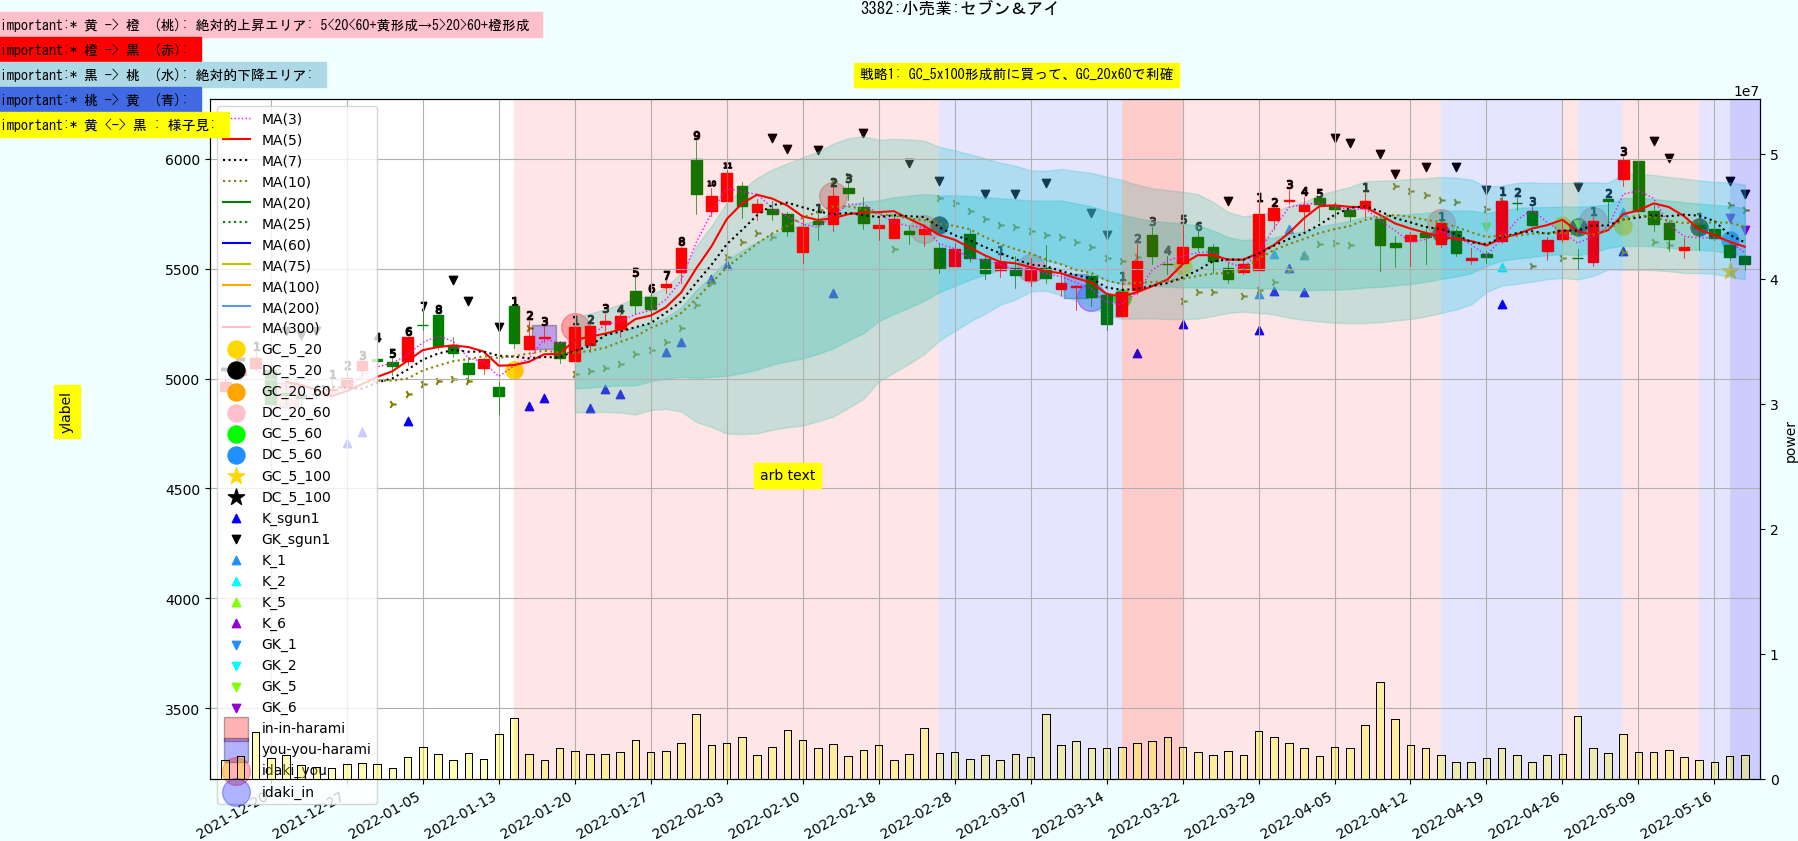 3382:小売業:セブン＆アイ
important:* 黄 -> 橙 （桃）: 絶対的上昇エリア: 5<20<60+黄形成→5>20>60+橙形成
important:* 橙 -> 黒 （赤）:
important:* 黒 -> 桃 （水）: 絶対的下降エリア:
戦略1: GC_5x100形成前に買って、GC_20x60で利確
important:* 桃 -> 黄 （青）:
important:* 黄 <-> 黒 : 様子見:
1e7
MA(3)
MA(5)
MA(7)
MA(10)
MA(20)
MA(25)
MA(60)
MA(75)
MA(100)
MA(200)
MA(300)
GC_5_20
DC_5_20
GC_20_60
DC_20_60
GC_5_60
DC_5_60
GC_5_100
DC_5_100
K_sgun1
GK_sgun1
K_1
K_2
K_5
K_6
GK_1
GK_2
GK_5
GK_6
in-in-harami
you-you-harami
idaki_you
idaki_in
6000
5500
5000
4500
4000
3500
ylabel
arb text
5
4
3
2
1
0
power
2021-12-20
2021-12-27
2022-01-05
2022-01-13
2022-01-20
2022-01-27
2022-02-03
2022-02-10
2022-02-18
2022-02-28
2022-03-07
2022-03-14
2022-03-22
2022-03-29
2022-04-05
2022-04-12
2022-04-19
2022-04-26
2022-05-09
2022-05-16